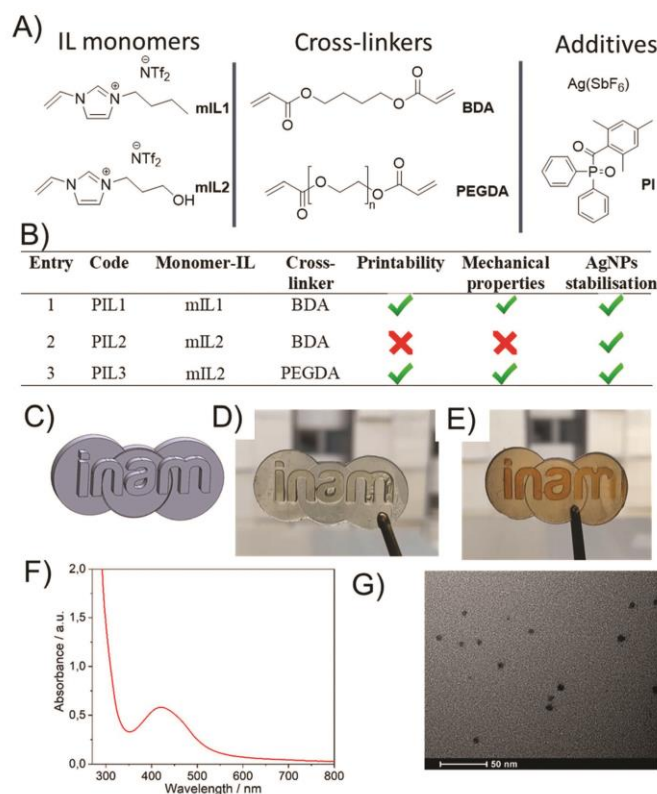 A)
IL monomers
Cross-linkers
Additives
NTf₂
mIL1
NTf₂
mIL2
BDA
PEGDA
Ag(SbF₆)
PI
B)
Entry Code Monomer-IL Cross-linker Printability Mechanical properties AgNPs stabilisation
1 PIL1 mIL1 BDA
2 PIL2 mIL2 BDA
3 PIL3 mIL2 PEGDA
C)
inam
D)
inam
E)
inam
F)
Absorbance / a.u.
2,0
1,5
1,0
0,5
0,0
300 400 500 600 700 800
Wavelength / nm
G)
50 nm